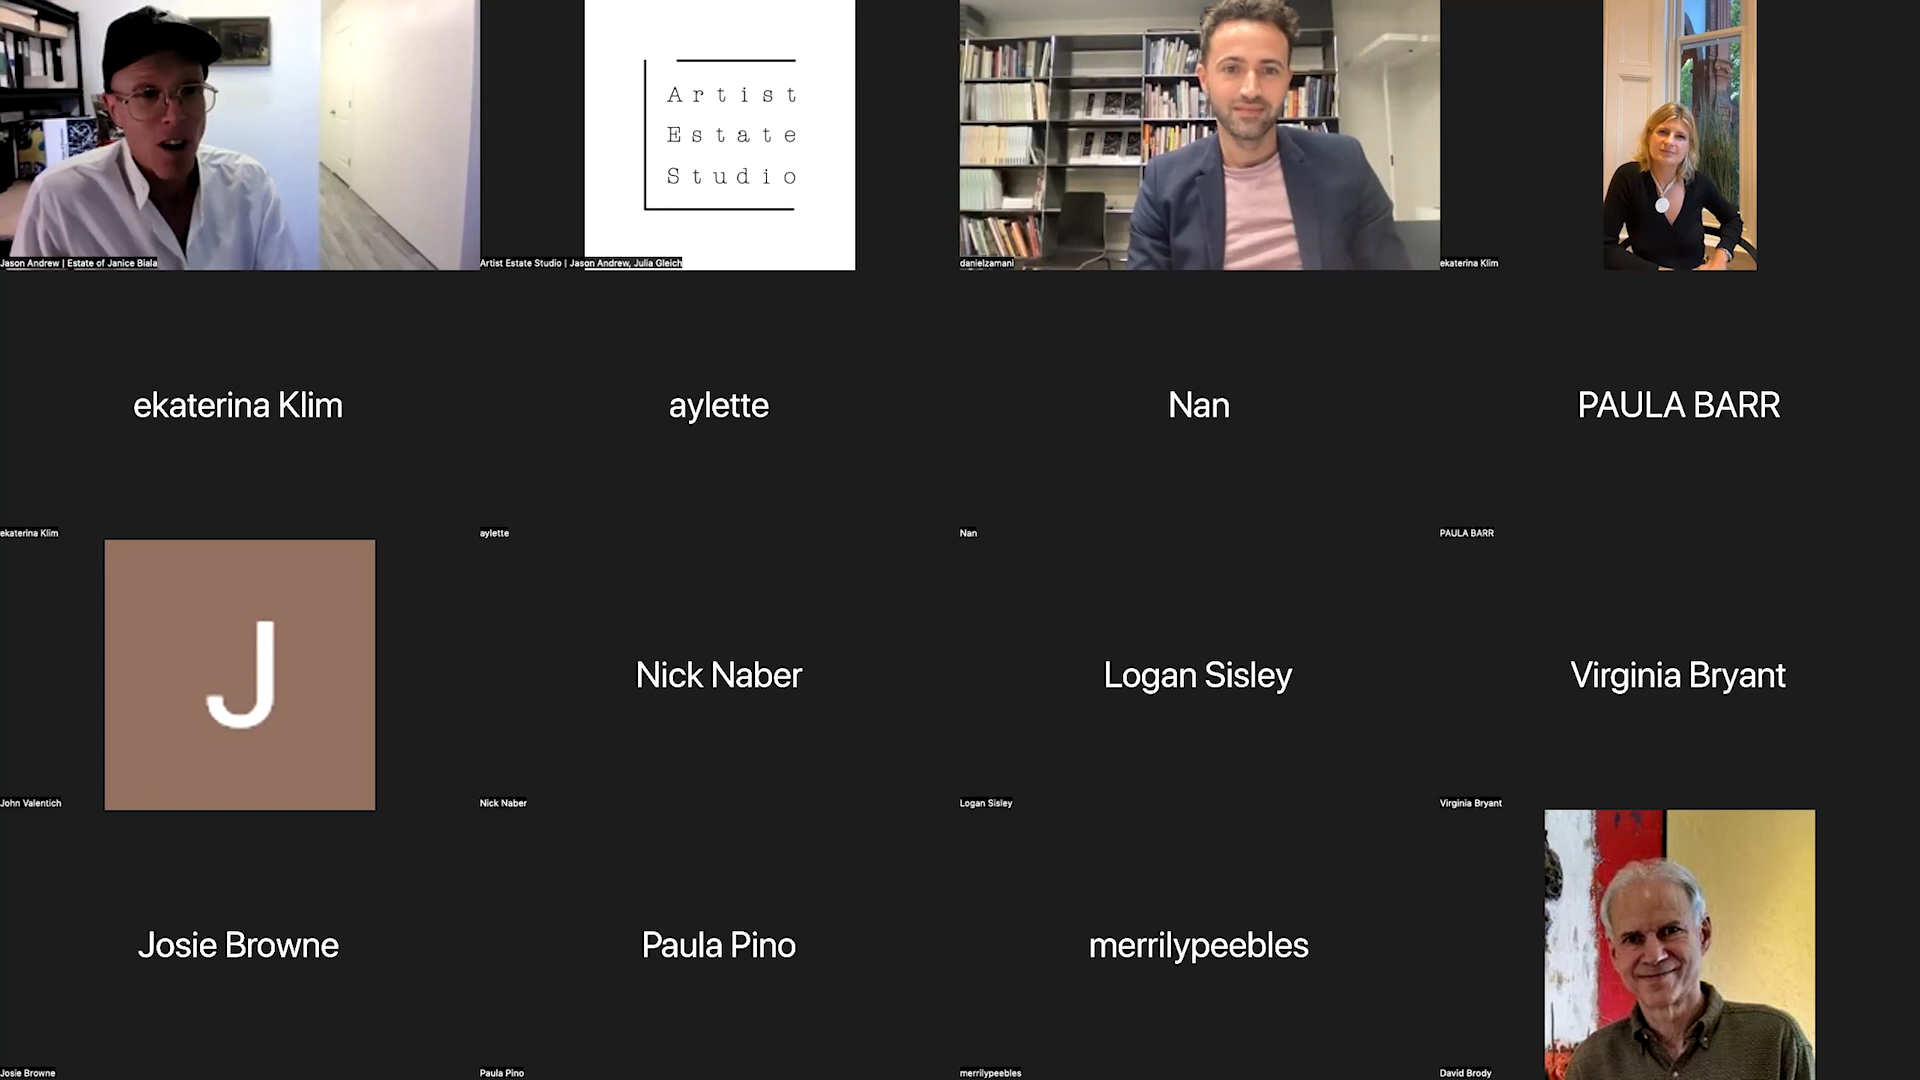 Artist
Estate
Studio
Jason Andrew | Estate of Janice Biala
Artist Estate Studio | Jason Andrew, Julia Gleich
danielzamani
ekaterina Klim
ekaterina Klim
aylette
Nan
PAULA BARR
ekaterina Klim
aylette
Nan
PAULA BARR
J
Nick Naber
Logan Sisley
Virginia Bryant
John Valentich
Nick Naber
Logan Sisley
Virginia Bryant
Josie Browne
Paula Pino
merrilypeebles
Josie Browne
Paula Pino
merrilypeebles
David Brody